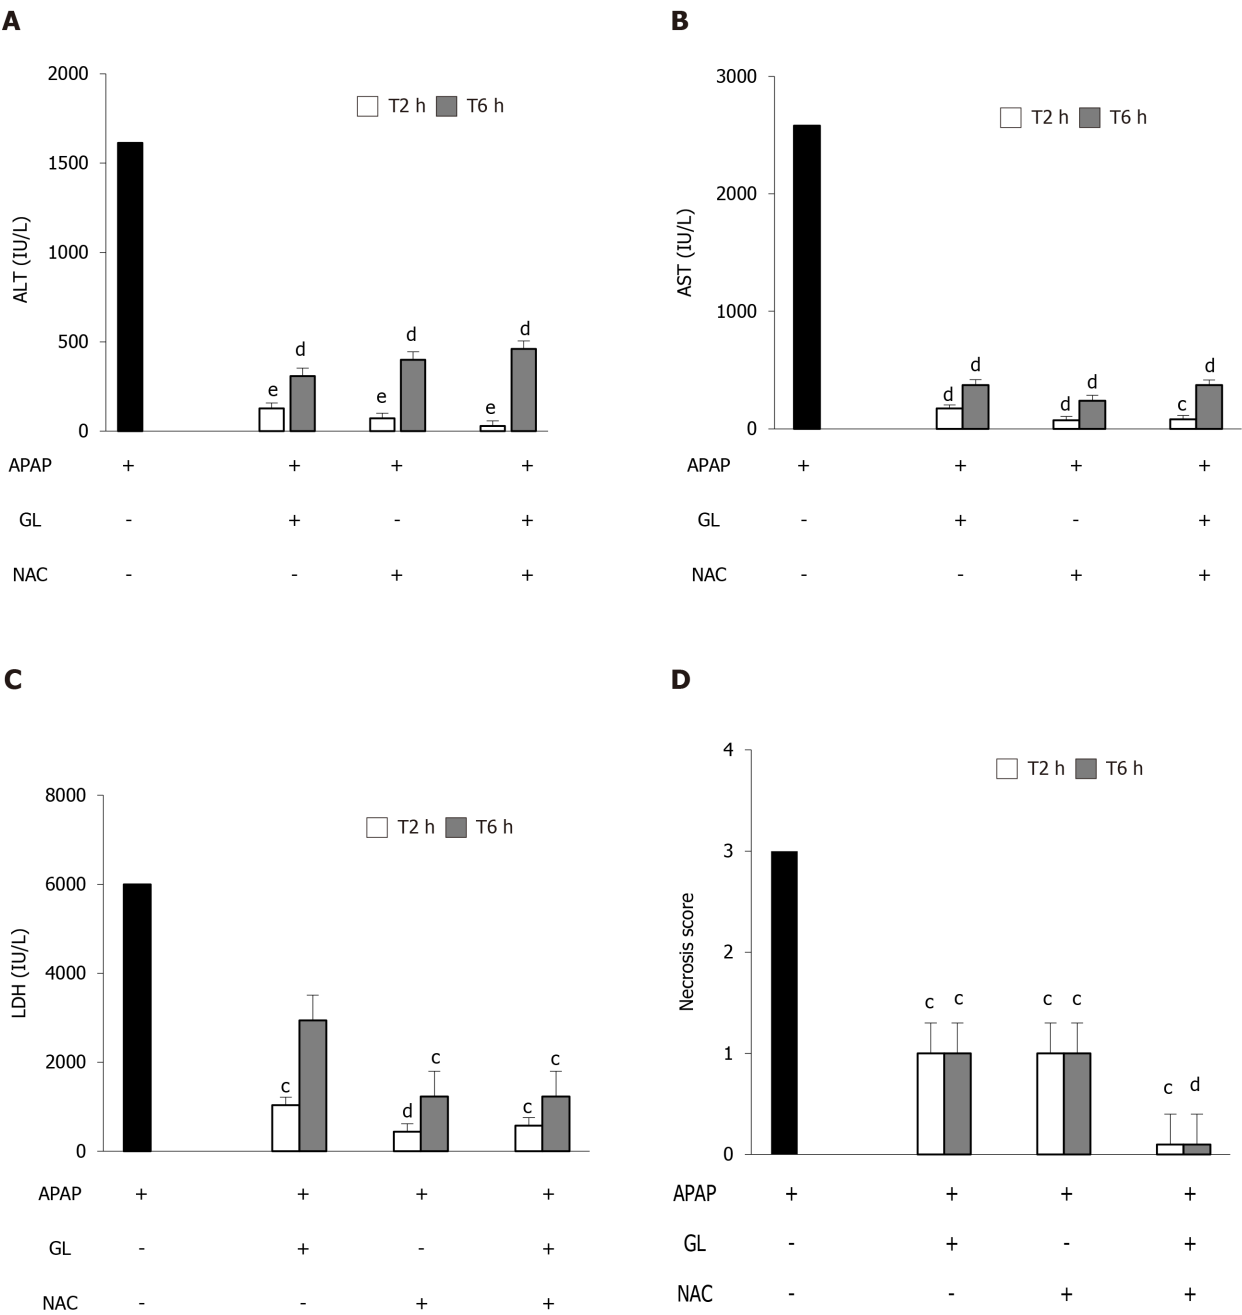 A
2000
T2 h T6 h
1500
ALT (IU/L)
1000
500
e d e d e d
0
APAP + + + +
GL - + - +
NAC - - + +
B
3000
T2 h T6 h
2000
AST (IU/L)
1000
d d d d c d
0
APAP + + + +
GL - + - +
NAC - - + +
C
8000
T2 h T6 h
6000
LDH (IU/L)
4000
2000
c d c c c
0
APAP + + + +
GL - + - +
NAC - - + +
D
4
T2 h T6 h
3
Necrosis score
2
c c c c
1
c d
0
APAP + + + +
GL - + - +
NAC - - + +